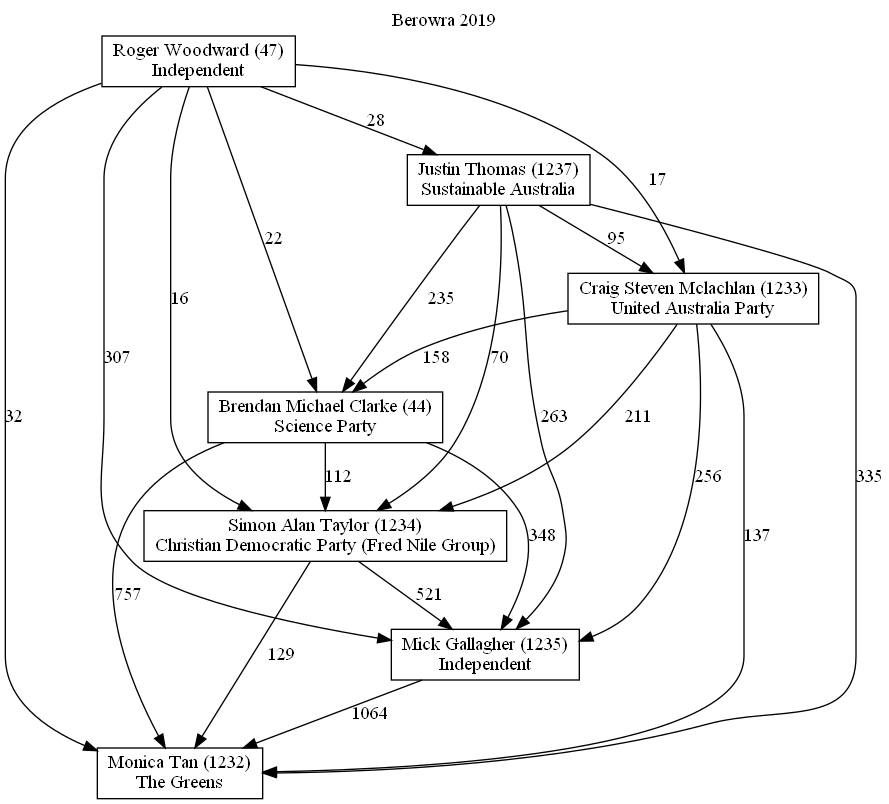 Berowra 2019
Roger Woodward (47)
Independent
28
Justin Thomas (1237)
Sustainable Australia
17
22
95
Craig Steven Mclachlan (1233)
United Australia Party
235
16
307
158
70
Brendan Michael Clarke (44)
Science Party
32
263
211
112
256
335
Simon Alan Taylor (1234)
Christian Democratic Party (Fred Nile Group)
348
137
757
521
Mick Gallagher (1235)
Independent
129
1064
Monica Tan (1232)
The Greens